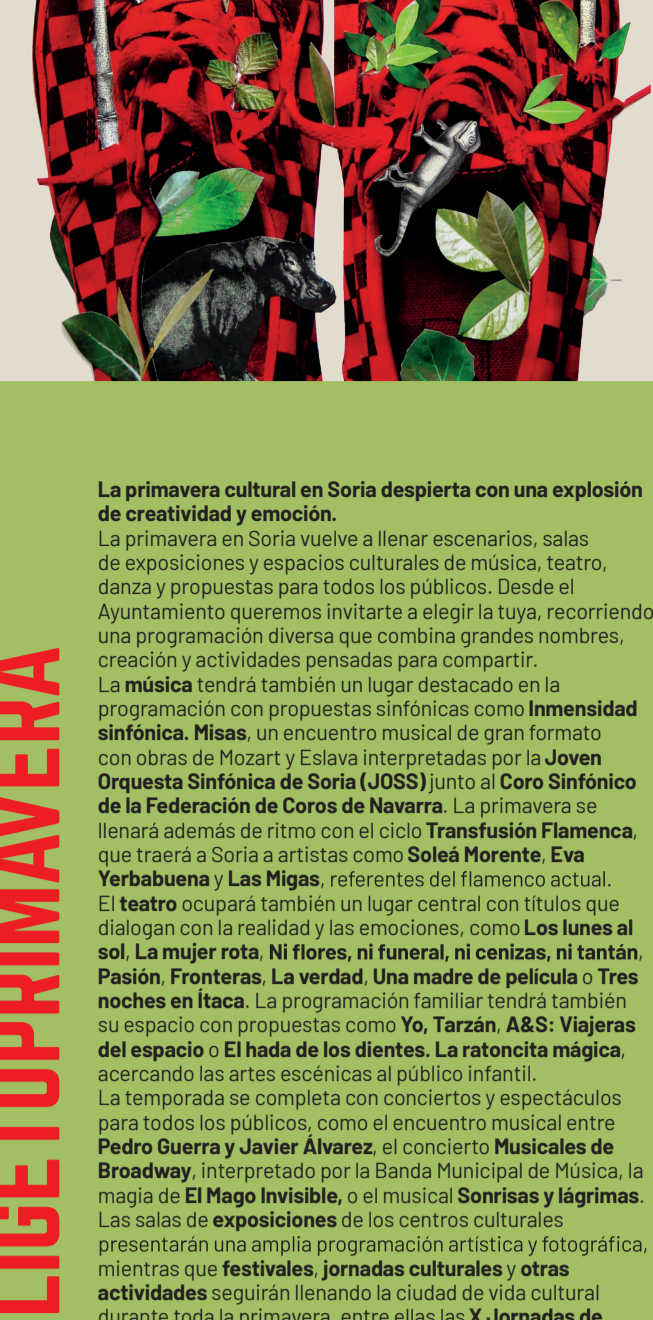 La primavera cultural en Soria despierta con una explosión
de creatividad y emoción.
La primavera en Soria vuelve a llenar escenarios, salas
de exposiciones y espacios culturales de música, teatro,
danza y propuestas para todos los públicos. Desde el
Ayuntamiento queremos invitarte a elegir la tuya, recorriendo
una programación diversa que combina grandes nombres,
creación y actividades pensadas para compartir.
La música tendrá también un lugar destacado en la
programación con propuestas sinfónicas como Inmensidad
sinfónica. Misas, un encuentro musical de gran formato
con obras de Mozart y Eslava interpretadas por la Joven
Orquesta Sinfónica de Soria (JOSS) junto al Coro Sinfónico
de la Federación de Coros de Navarra. La primavera se
llenará además de ritmo con el ciclo Transfusión Flamenca,
que traerá a Soria a artistas como Soleá Morente, Eva
Yerbabuena y Las Migas, referentes del flamenco actual.
El teatro ocupará también un lugar central con títulos que
dialogan con la realidad y las emociones, como Los lunes al
sol, La mujer rota, Ni flores, ni funeral, ni cenizas, ni tantán,
Pasión, Fronteras, La verdad, Una madre de película o Tres
noches en Ítaca. La programación familiar tendrá también
su espacio con propuestas como Yo, Tarzán, A&S: Viajeras
del espacio o El hada de los dientes. La ratoncita mágica,
acercando las artes escénicas al público infantil.
La temporada se completa con conciertos y espectáculos
para todos los públicos, como el encuentro musical entre
Pedro Guerra y Javier Álvarez, el concierto Musicales de
Broadway, interpretado por la Banda Municipal de Música, la
magia de El Mago Invisible, o el musical Sonrisas y lágrimas.
Las salas de exposiciones de los centros culturales
presentarán una amplia programación artística y fotográfica,
mientras que festivales, jornadas culturales y otras
actividades seguirán llenando la ciudad de vida cultural
durante toda la primavera, entre ellas las X Jornadas de
LIGETUPRIMAVERA